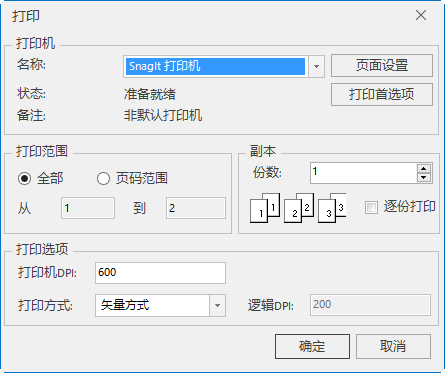 打印
打印机
名称: SnagIt 打印机 页面设置
状态: 准备就绪 打印首选项
备注: 非默认打印机
打印范围 副本
全部 页码范围 份数: 1
从 1 到 2 1 1 2 2 3 3 逐份打印
打印选项
打印机DPI: 600
打印方式: 矢量方式 逻辑DPI: 200
确定 取消